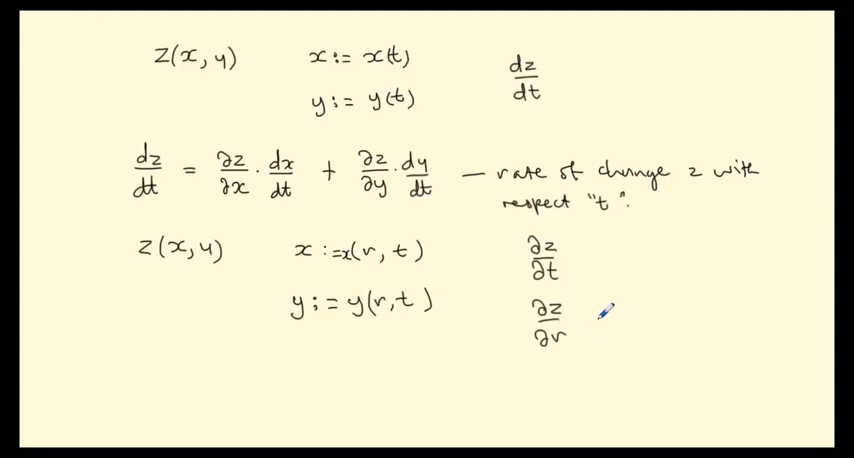 z(x, y) x := x(t) dz/dt
y := y(t)
dz/dt = ∂z/∂x · dx/dt + ∂z/∂y · dy/dt — rate of change z with
respect "t".
z(x, y) x := x(r, t) ∂z/∂t
y := y(r, t) ∂z/∂r